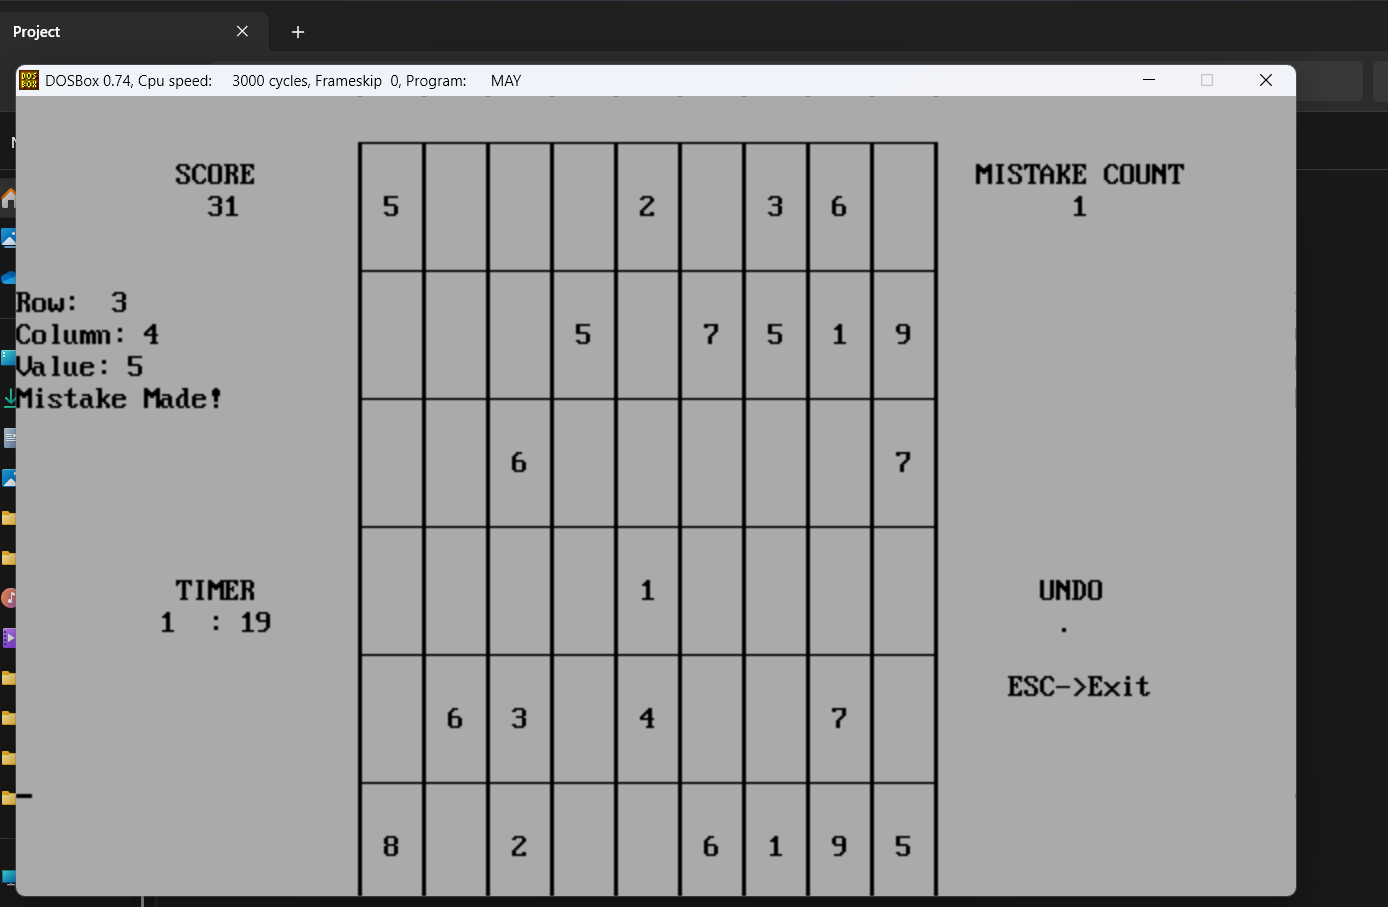 Project
DOSBox 0.74, Cpu speed: 3000 cycles, Frameskip 0, Program: MAY
SCORE
31
MISTAKE COUNT
1
5 2 3 6
Row: 3
Column: 4
Value: 5
Mistake Made!
5 7 5 1 9
6 7
TIMER
1 : 19
1
UNDO
.
ESC->Exit
6 3 4 7
8 2 6 1 9 5